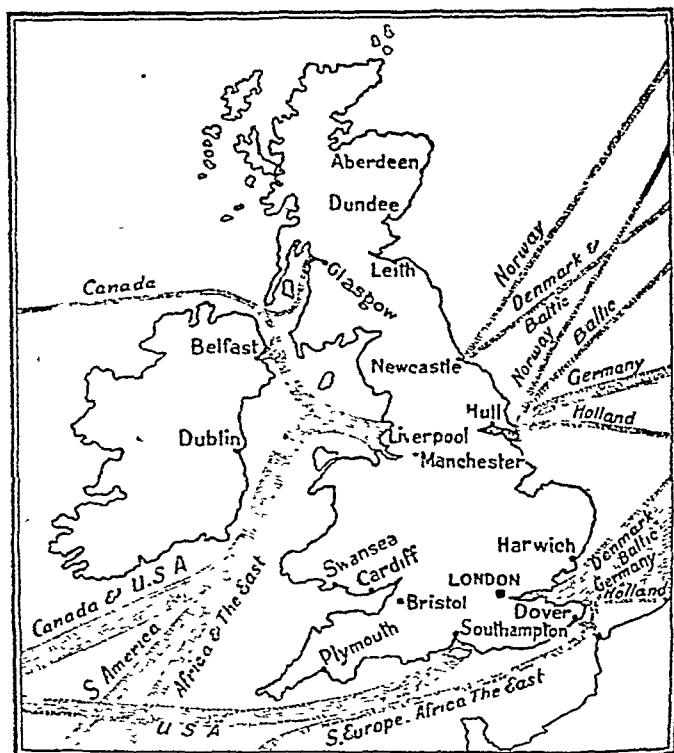 Aberdeen
Dundee
Leith
Glasgow
Canada
Norway
Denmark &
Baltic
Norway
Baltic
Belfast
Newcastle
Germany
Hull
Holland
Dublin
Liverpool
Manchester
Harwich
Denmark
Baltic
Germany
Holland
Swansea
Cardiff
LONDON
Bristol
Dover
Southampton
Plymouth
Canada & USA
S America
Africa & The East
USA
S. Europe Africa The East